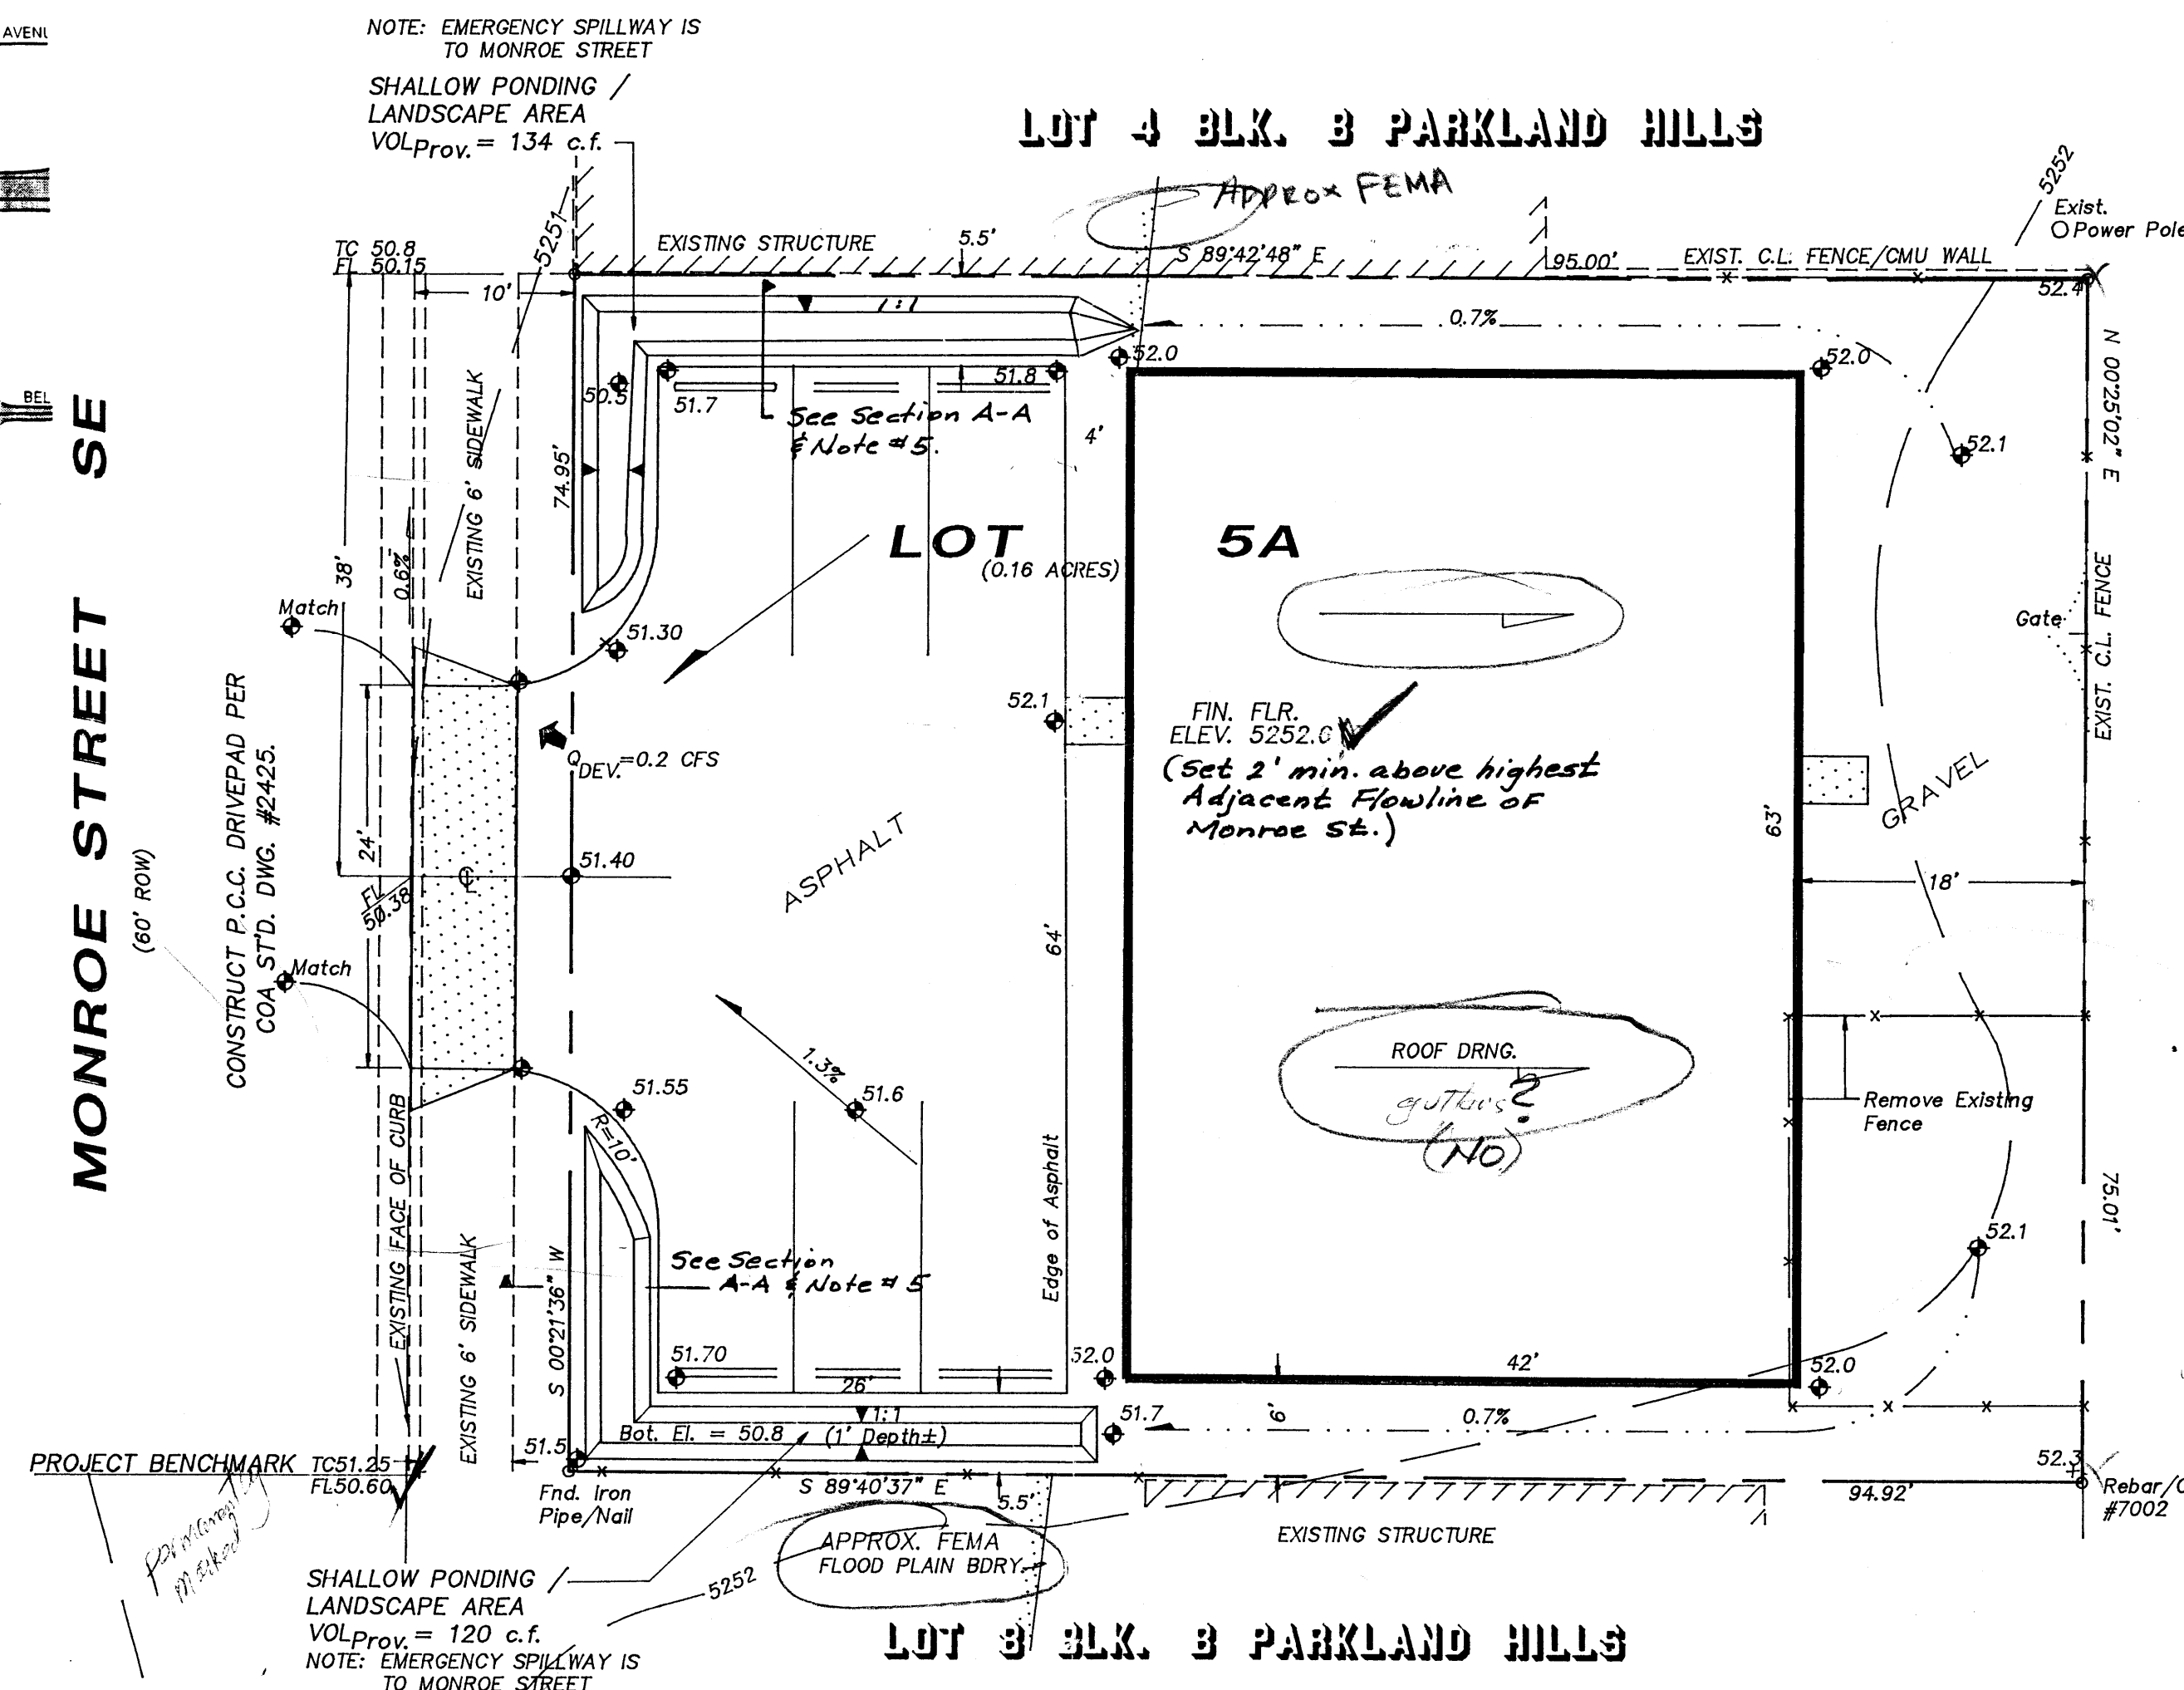 AVENU
NOTE: EMERGENCY SPILLWAY IS
TO MONROE STREET
SHALLOW PONDING /
LANDSCAPE AREA
VOLProv. = 134 c.f.
LOT 4 BLK. B PARKLAND HILLS
APPROX FEMA
5252
Exist.
Power Pole
TC 50.8
FL 50.15
5251
EXISTING STRUCTURE
5.5'
S 89°42'48" E
95.00'
EXIST. C.L. FENCE/CMU WALL
10'
1:1
0.7%
52.4
52.0
52.0
50.5
51.7
51.8
See Section A-A
& Note #5.
4'
52.1
N 00°25'02" E
BEL
MONROE STREET SE
(60' ROW)
EXISTING 6' SIDEWALK
74.95'
38'
0.6%
LOT 5A
(0.16 ACRES)
Match
51.30
Gate
EXIST. C.L. FENCE
CONSTRUCT P.C.C. DRIVEPAD PER
COA ST'D. DWG. #2425.
52.1
FIN. FLR.
ELEV. 5252.
QDEV.=0.2 CFS
(Set 2' min. above highest
Adjacent Flowline of
Monroe St.)
63'
GRAVEL
24'
51.40
ASPHALT
18'
FL
50.38
64'
Match
1.3%
51.6
ROOF DRNG.
gutters?
(NO)
51.55
R=10'
Remove Existing
Fence
EXISTING FACE OF CURB
Edge of Asphalt
75.01'
EXISTING 6' SIDEWALK
S 00°21'36" W
See Section
A-A & Note #5
52.1
51.70
52.0
42'
52.0
26'
1:1
51.7
6'
0.7%
Bot. El. = 50.8
(1' Depth±)
51.5
PROJECT BENCHMARK
TC51.25
FL50.60
permanently
marked
Fnd. Iron
Pipe/Nail
S 89°40'37" E
5.5'
52.3
94.92'
Rebar/
#7002
APPROX. FEMA
FLOOD PLAIN BDRY.
EXISTING STRUCTURE
SHALLOW PONDING /
LANDSCAPE AREA
VOLProv. = 120 c.f.
NOTE: EMERGENCY SPILLWAY IS
TO MONROE STREET
5252
LOT 8 BLK. B PARKLAND HILLS